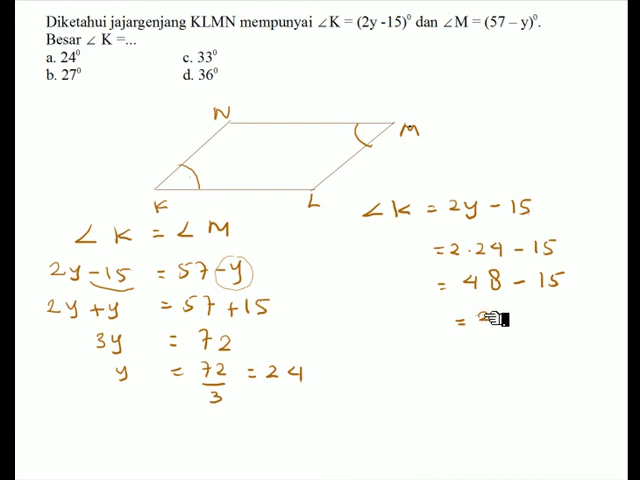 Diketahui jajargenjang KLMN mempunyai ∠K = (2y -15)⁰ dan ∠M = (57 – y)⁰.
Besar ∠ K =...
a. 24⁰ c. 33⁰
b. 27⁰ d. 36⁰
N
M
K
L
∠ K = ∠ M
2y - 15 = 57 - y
2y + y = 57 + 15
3y = 72
y = 72/3 = 24
∠ K = 2y - 15
= 2 . 24 - 15
= 48 - 15
=